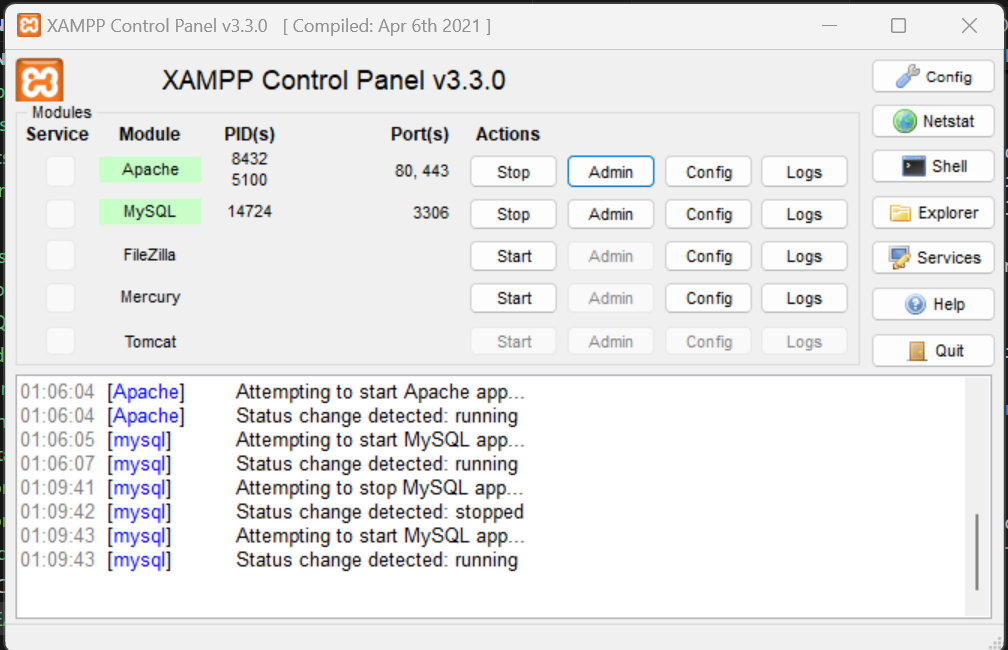 XAMPP Control Panel v3.3.0 [ Compiled: Apr 6th 2021 ]
XAMPP Control Panel v3.3.0
Config
Modules
Service Module PID(s) Port(s) Actions
Netstat
Apache 8432 5100 80, 443 Stop Admin Config Logs
Shell
MySQL 14724 3306 Stop Admin Config Logs
Explorer
FileZilla Start Admin Config Logs
Services
Mercury Start Admin Config Logs
Help
Tomcat Start Admin Config Logs
Quit
01:06:04 [Apache] Attempting to start Apache app...
01:06:04 [Apache] Status change detected: running
01:06:05 [mysql] Attempting to start MySQL app...
01:06:07 [mysql] Status change detected: running
01:09:41 [mysql] Attempting to stop MySQL app...
01:09:42 [mysql] Status change detected: stopped
01:09:43 [mysql] Attempting to start MySQL app...
01:09:43 [mysql] Status change detected: running